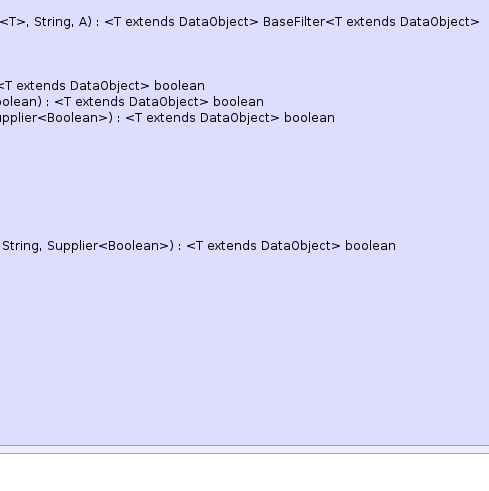 <T>, String, A) : <T extends DataObject> BaseFilter<T extends DataObject>
<T extends DataObject> boolean
olean) : <T extends DataObject> boolean
upplier<Boolean>) : <T extends DataObject> boolean
String, Supplier<Boolean>) : <T extends DataObject> boolean